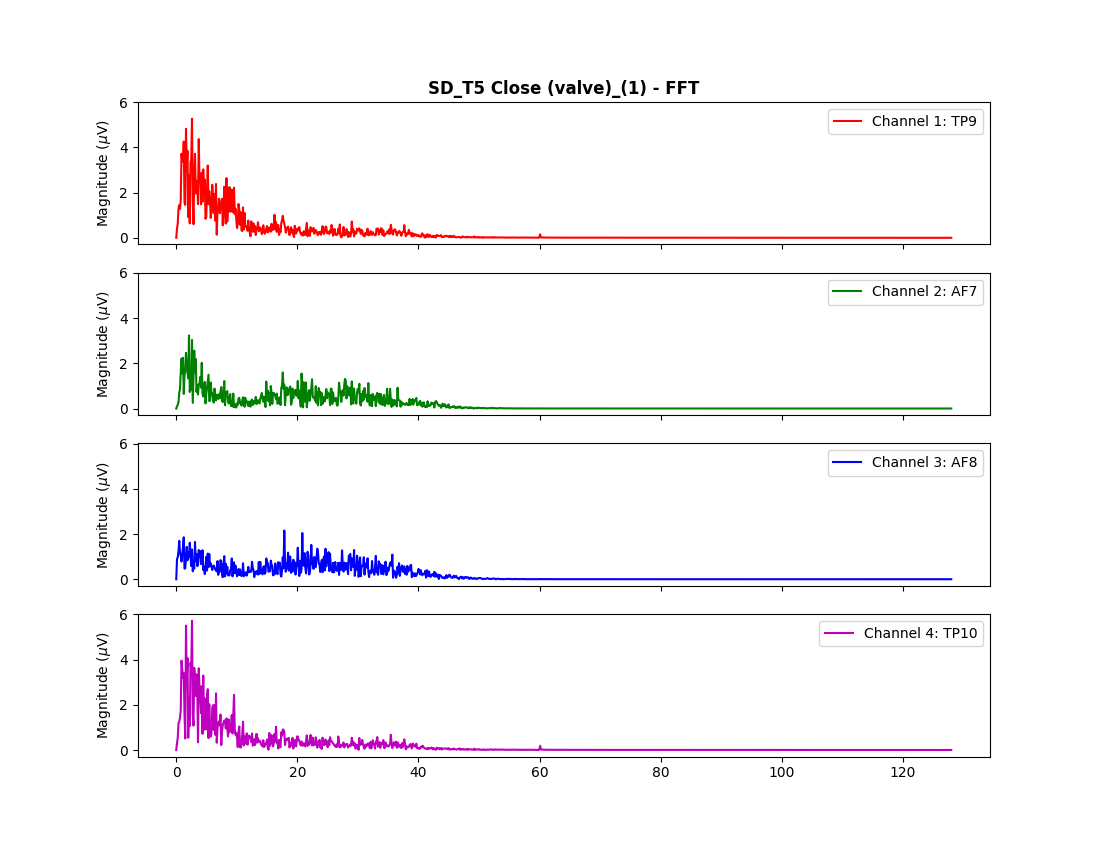 SD_T5 Close (valve)_(1) - FFT
6
4
2
0
Magnitude (μV)
Channel 1: TP9
6
4
2
0
Magnitude (μV)
Channel 2: AF7
6
4
2
0
Magnitude (μV)
Channel 3: AF8
6
4
2
0
Magnitude (μV)
Channel 4: TP10
0 20 40 60 80 100 120